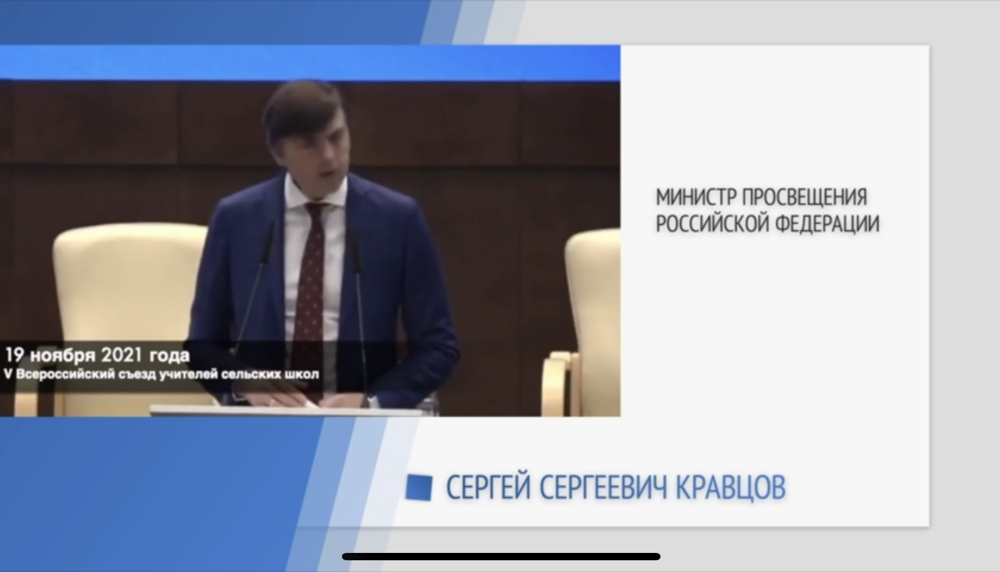 МИНИСТР ПРОСВЕЩЕНИЯ
РОССИЙСКОЙ ФЕДЕРАЦИИ
19 ноября 2021 года
V Всероссийский съезд учителей сельских школ
СЕРГЕЙ СЕРГЕЕВИЧ КРАВЦОВ